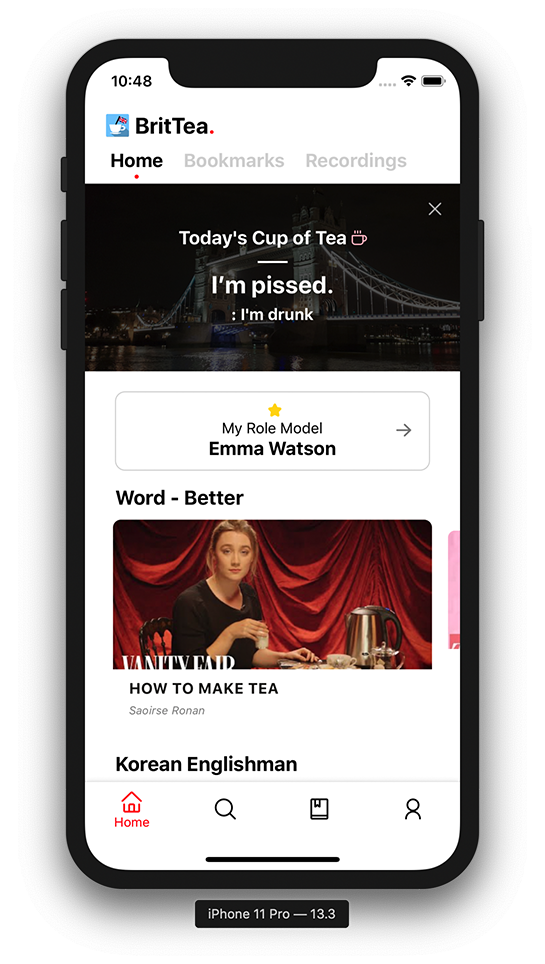 10:48
BritTea.
Home Bookmarks Recordings
Today's Cup of Tea
I’m pissed.
: I'm drunk
My Role Model
Emma Watson
Word - Better
VANITY FAIR
HOW TO MAKE TEA
Saoirse Ronan
Korean Englishman
Home
iPhone 11 Pro — 13.3